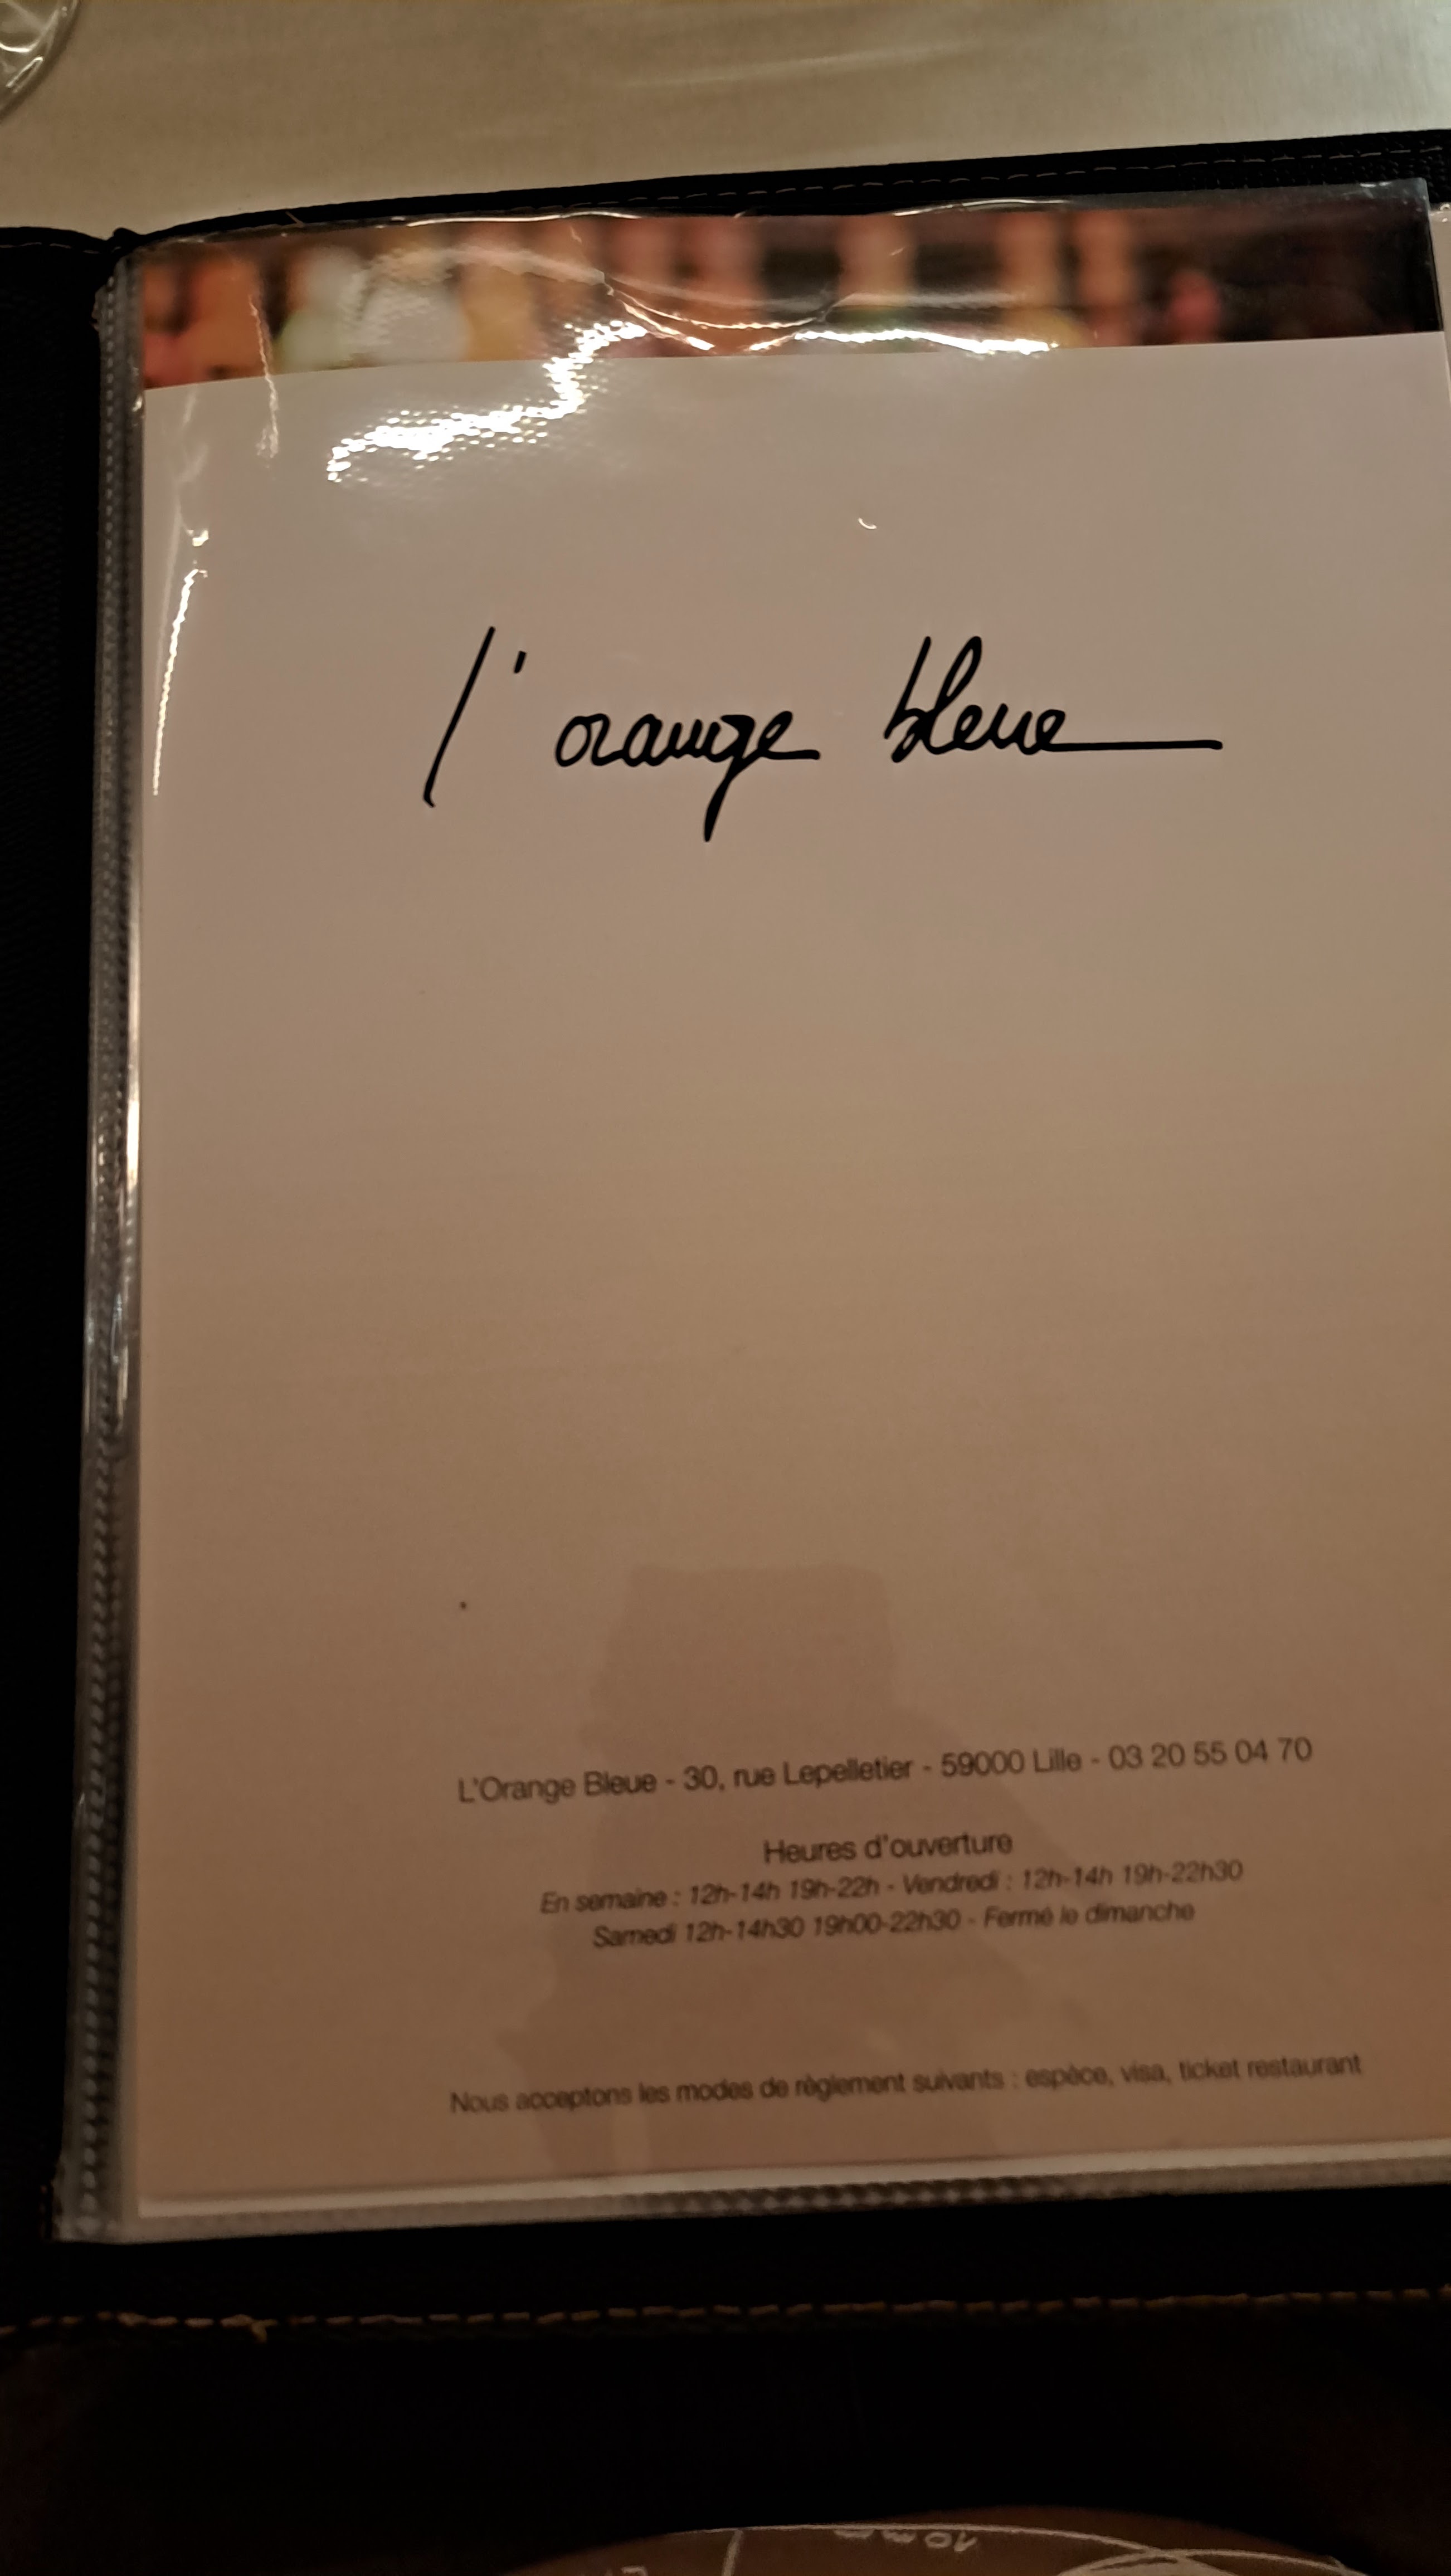 l'orange bleue
L'Orange Bleue - 30, rue Lepelletier - 59000 Lille - 03 20 55 04 70
Heures d'ouverture
En semaine : 12h-14h 19h-22h - Vendredi : 12h-14h 19h-22h30
Samedi 12h-14h30 19h00-22h30 - Fermé le dimanche
Nous acceptons les modes de règlement suivants : espèce, visa, ticket restaurant